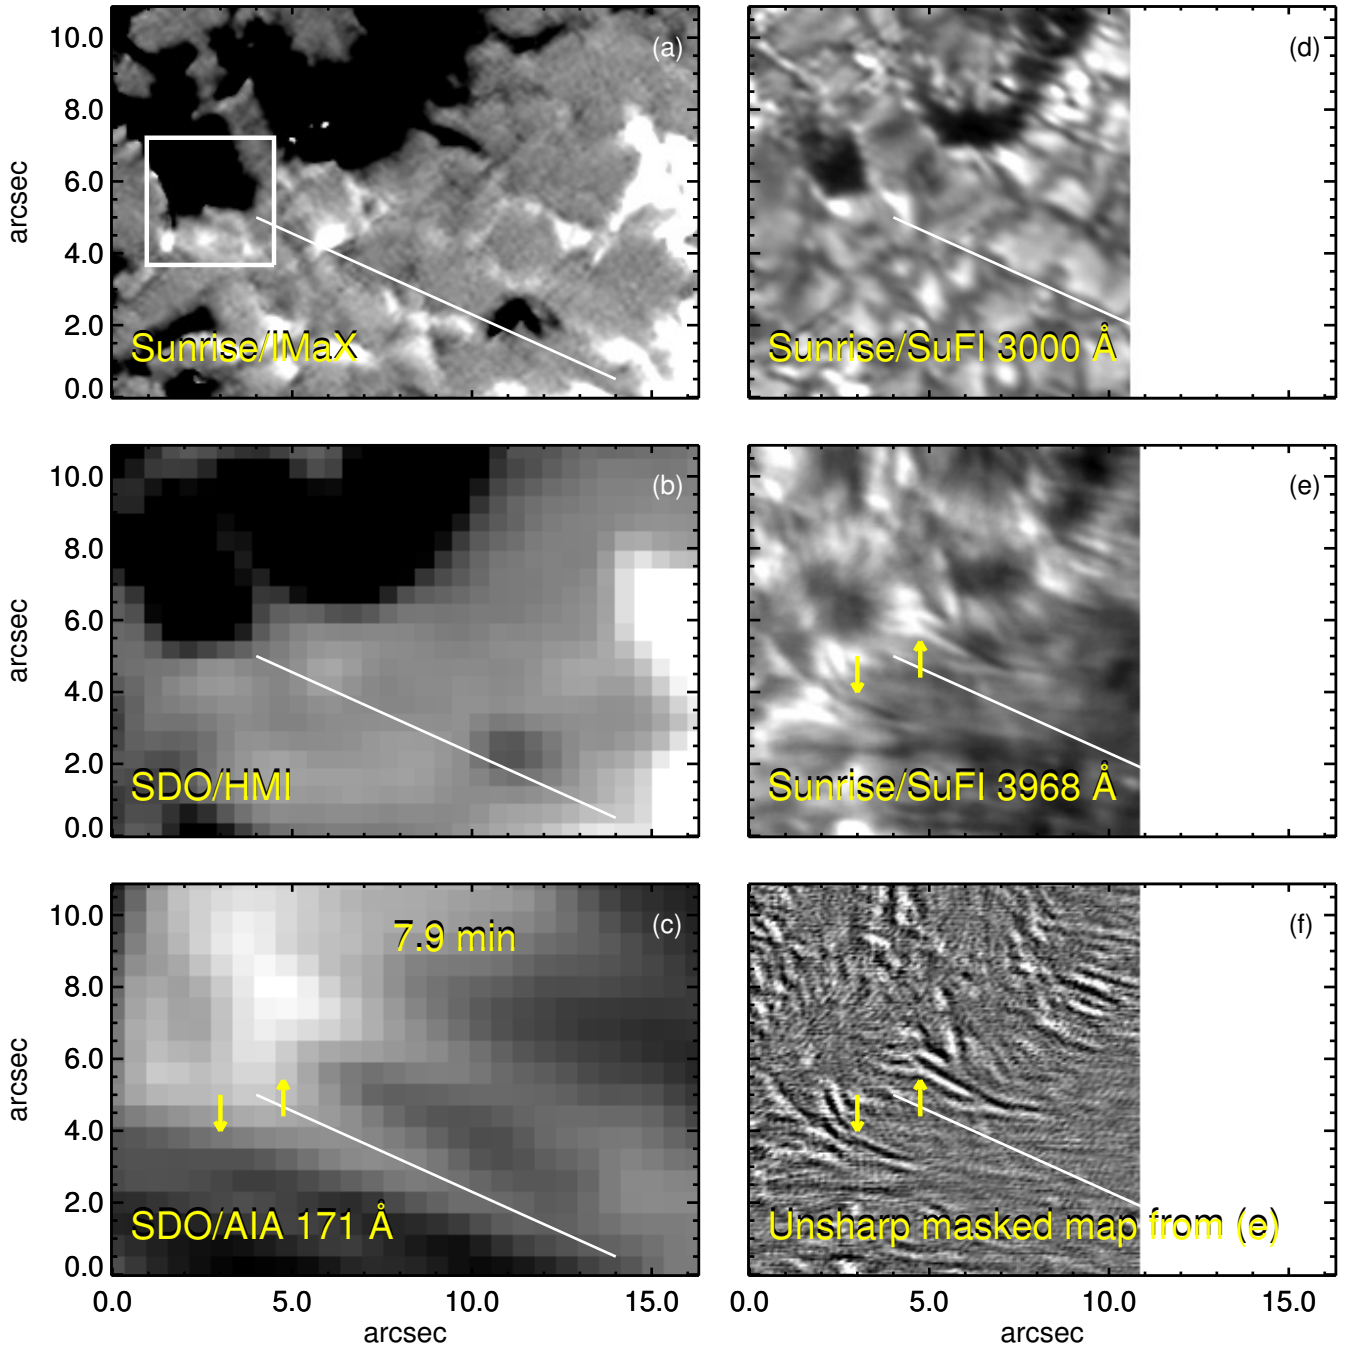 10.0
8.0
6.0
4.0
2.0
0.0
arcsec
(a)
Sunrise/IMaX
(d)
Sunrise/SuFI 3000 Å
10.0
8.0
6.0
4.0
2.0
0.0
arcsec
(b)
SDO/HMI
(e)
Sunrise/SuFI 3968 Å
10.0
8.0
6.0
4.0
2.0
0.0
arcsec
(c)
7.9 min
SDO/AIA 171 Å
(f)
Unsharp masked map from (e)
0.0 5.0 10.0 15.0
arcsec
0.0 5.0 10.0 15.0
arcsec